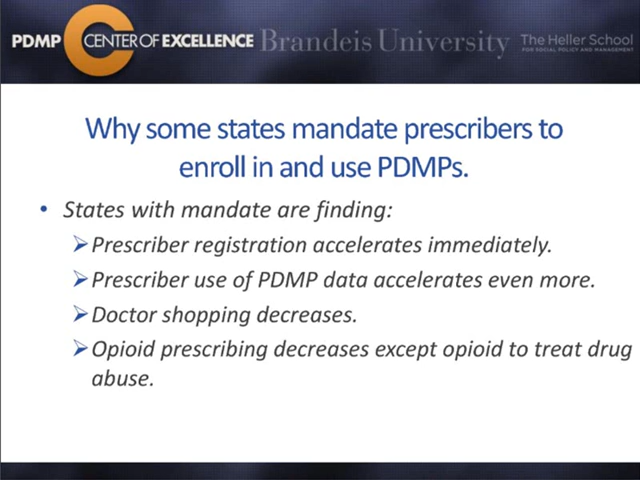 PDMP CENTER OF EXCELLENCE Brandeis University The Heller School
FOR SOCIAL POLICY AND MANAGEMENT
Why some states mandate prescribers to
enroll in and use PDMPs.
• States with mandate are finding:
➢Prescriber registration accelerates immediately.
➢Prescriber use of PDMP data accelerates even more.
➢Doctor shopping decreases.
➢Opioid prescribing decreases except opioid to treat drug
abuse.